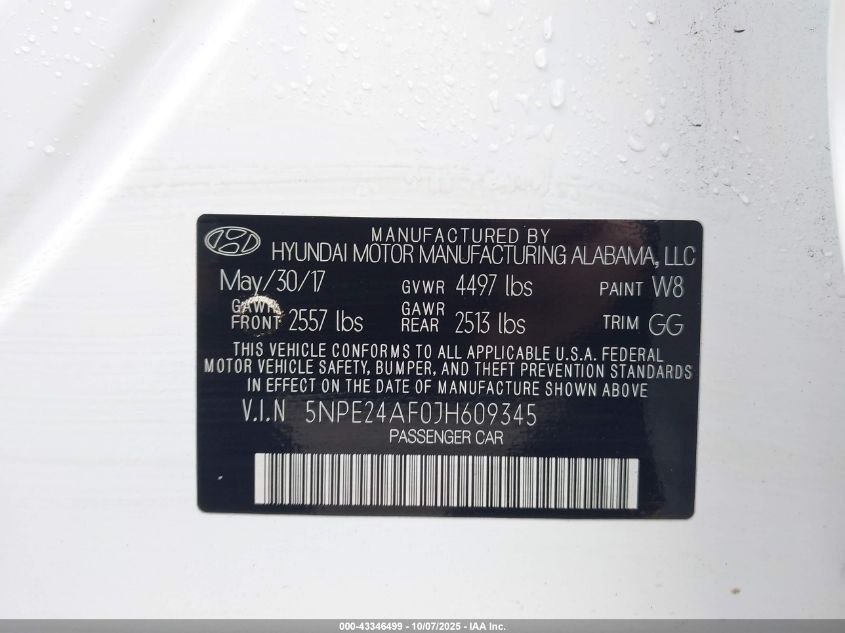 MANUFACTURED BY
HYUNDAI MOTOR MANUFACTURING ALABAMA, LLC
May/30/17 GVWR 4497 lbs PAINT W8
GAWR FRONT 2557 lbs GAWR REAR 2513 lbs TRIM GG
THIS VEHICLE CONFORMS TO ALL APPLICABLE U.S.A. FEDERAL
MOTOR VEHICLE SAFETY, BUMPER, AND THEFT PREVENTION STANDARDS
IN EFFECT ON THE DATE OF MANUFACTURE SHOWN ABOVE
V.I.N 5NPE24AF0JH609345
PASSENGER CAR
000-43346499 - 10/07/2025 - IAA Inc.